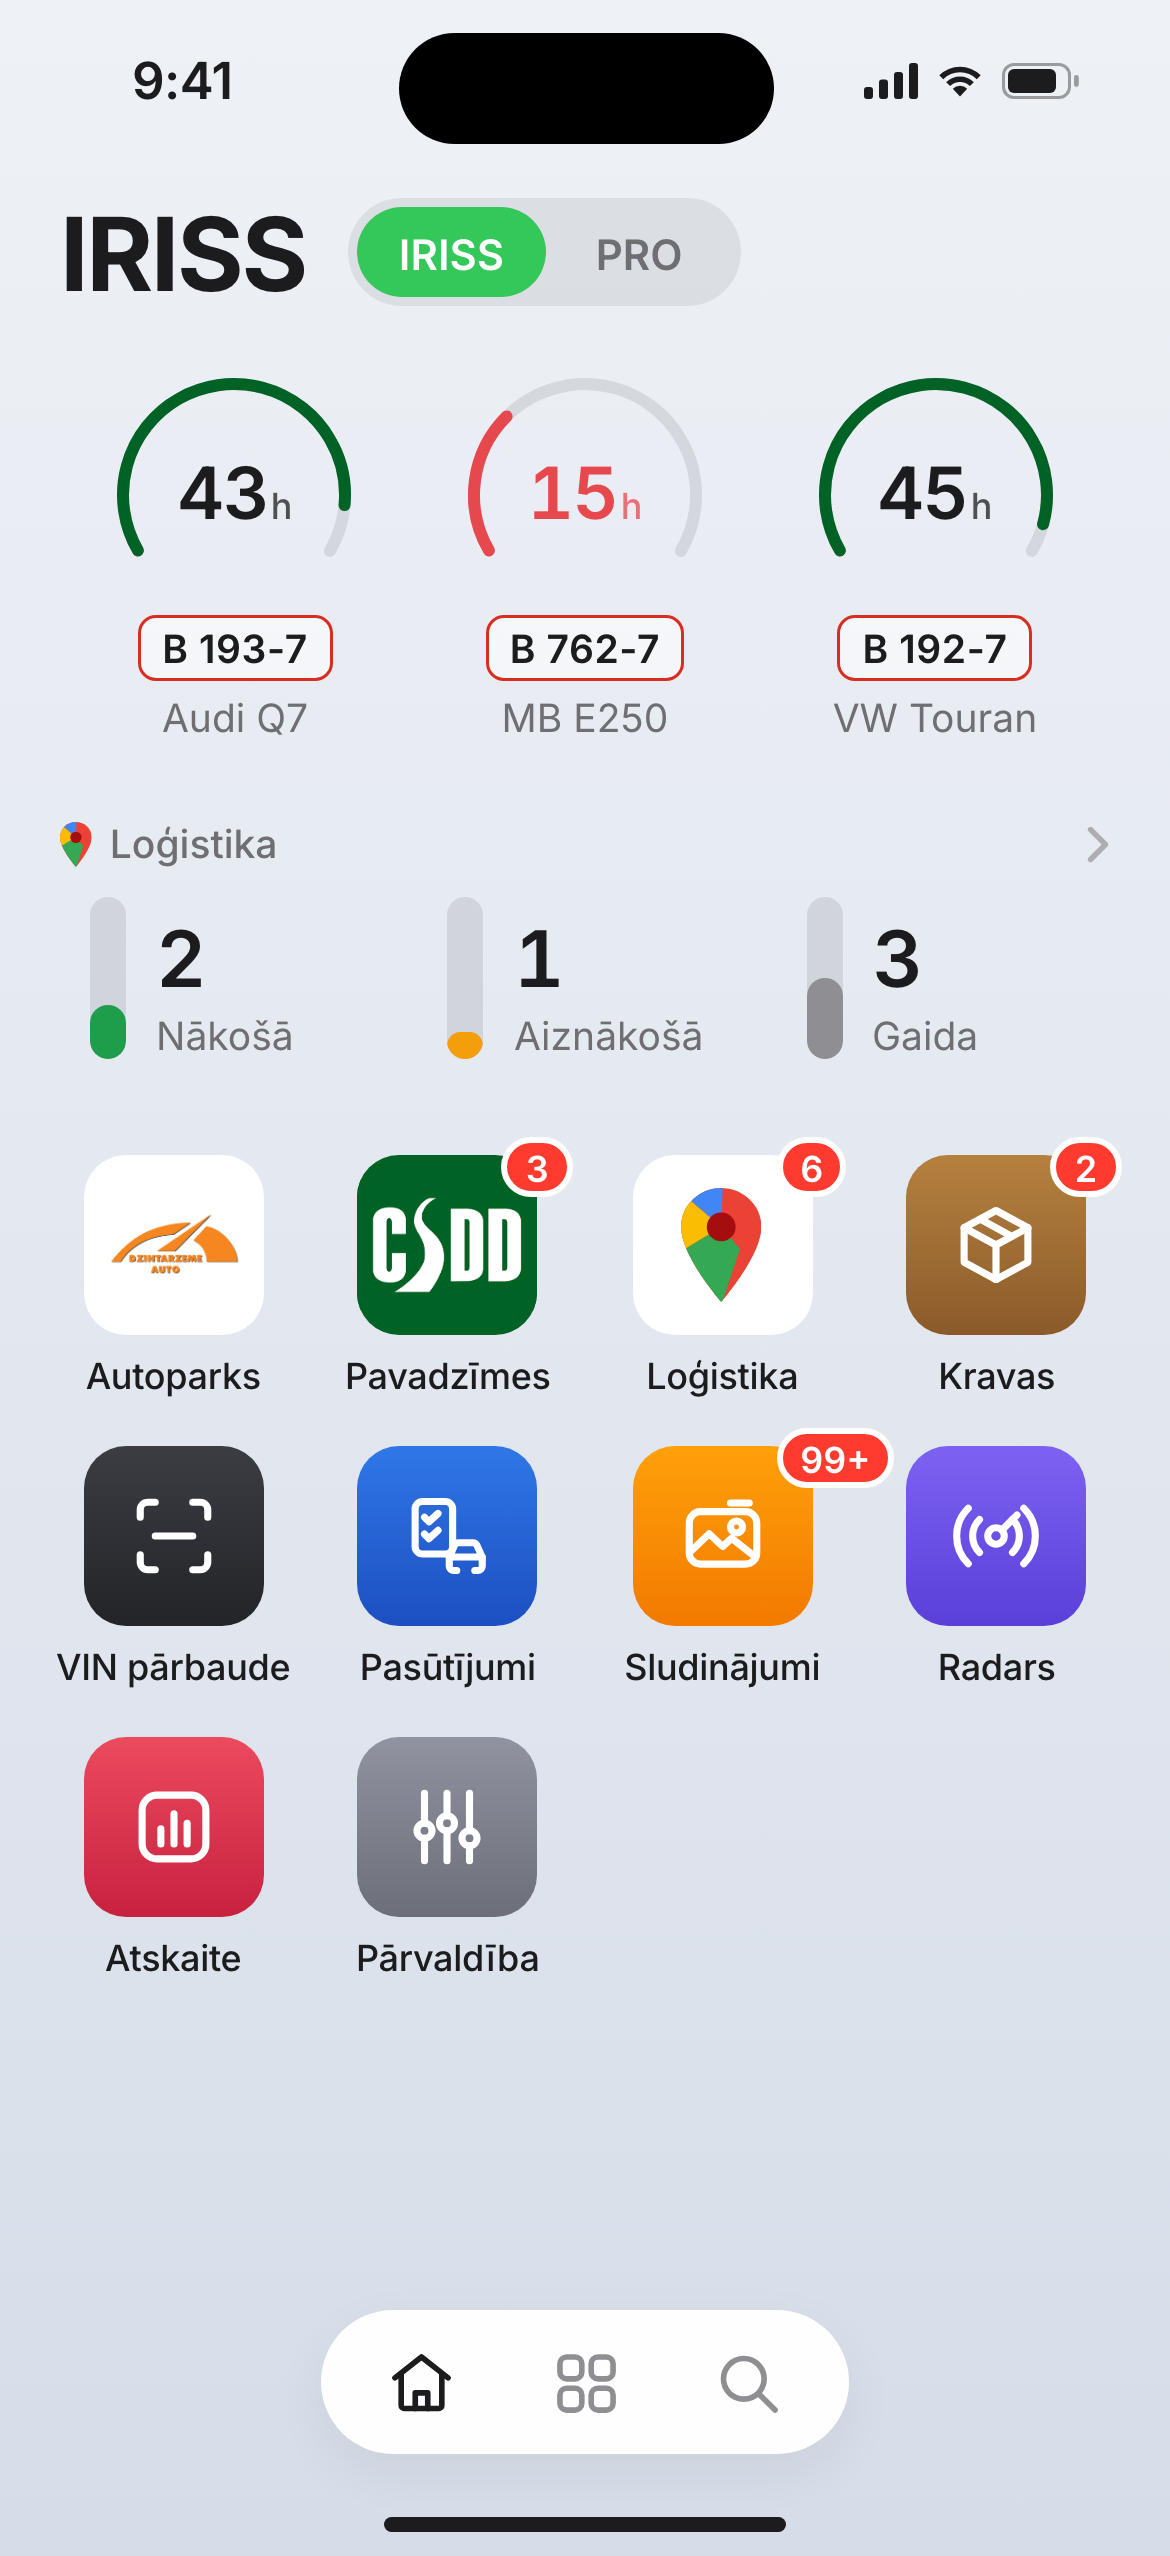 9:41
IRISS
IRISS PRO
43h 15h 45h
B 193-7 B 762-7 B 192-7
Audi Q7 MB E250 VW Touran
Loģistika
2 1 3
Nākošā Aiznākošā Gaida
3 6 2
DZINTARZEME
AUTO
CSDD
Autoparks Pavadzīmes Loģistika Kravas
99+
VIN pārbaude Pasūtījumi Sludinājumi Radars
Atskaite Pārvaldība